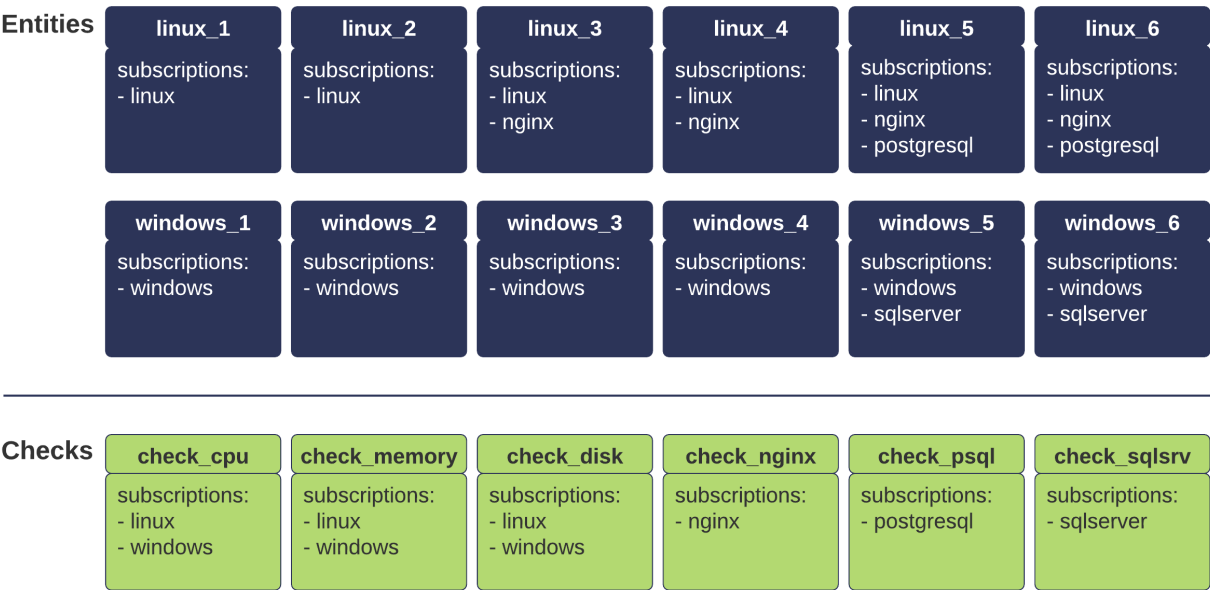 Entities
linux_1
subscriptions:
- linux
linux_2
subscriptions:
- linux
linux_3
subscriptions:
- linux
- nginx
linux_4
subscriptions:
- linux
- nginx
linux_5
subscriptions:
- linux
- nginx
- postgresql
linux_6
subscriptions:
- linux
- nginx
- postgresql
windows_1
subscriptions:
- windows
windows_2
subscriptions:
- windows
windows_3
subscriptions:
- windows
windows_4
subscriptions:
- windows
windows_5
subscriptions:
- windows
- sqlserver
windows_6
subscriptions:
- windows
- sqlserver
Checks
check_cpu
subscriptions:
- linux
- windows
check_memory
subscriptions:
- linux
- windows
check_disk
subscriptions:
- linux
- windows
check_nginx
subscriptions:
- nginx
check_psql
subscriptions:
- postgresql
check_sqlsrv
subscriptions:
- sqlserver